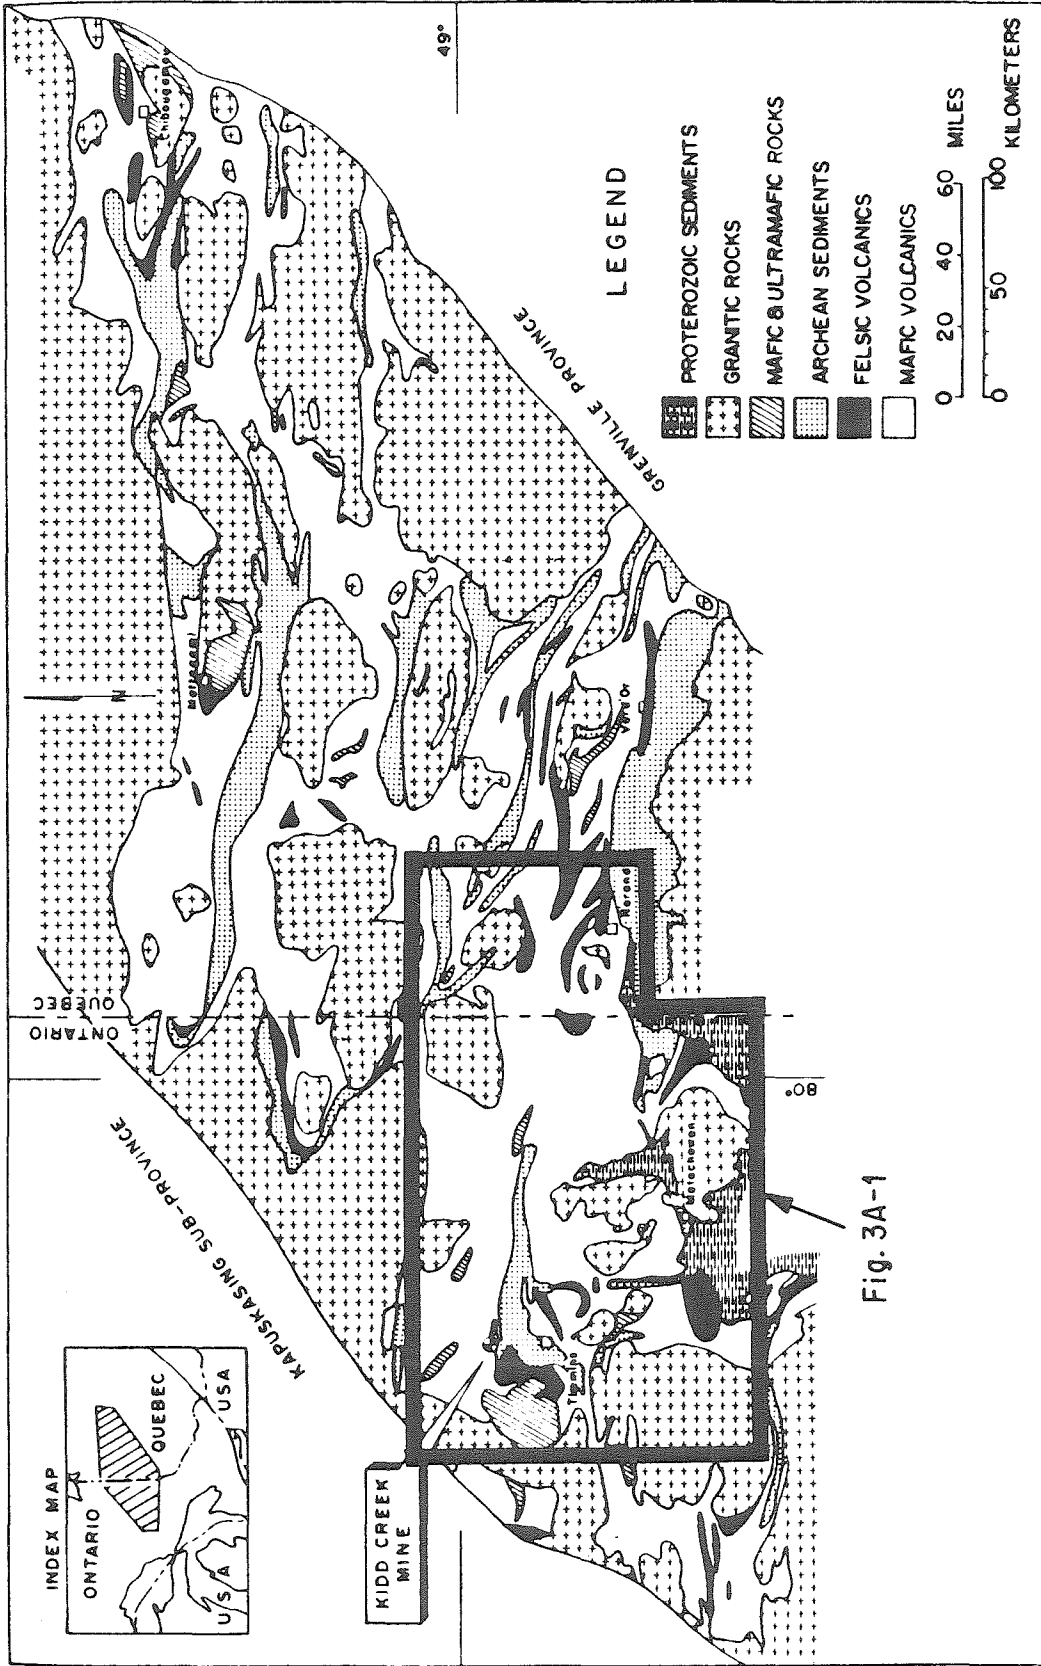 INDEX MAP
ONTARIO
QUEBEC
USA
USA
KAPUSKASING SUB-PROVINCE
KIDD CREEK
MINE
ONTARIO
QUEBEC
N
49°
Chibougamau
Mattagami
GRENVILLE PROVINCE
Val d'Or
Noranda
Timmins
Matachewan
80°
Fig. 3A-1
LEGEND
PROTEROZOIC SEDIMENTS
GRANITIC ROCKS
MAFIC & ULTRAMAFIC ROCKS
ARCHEAN SEDIMENTS
FELSIC VOLCANICS
MAFIC VOLCANICS
0 20 40 60 MILES
0 50 100
KILOMETERS